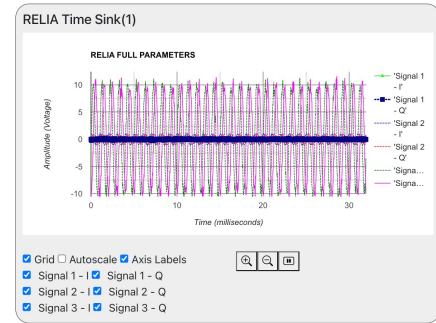 RELIA Time Sink(1)
RELIA FULL PARAMETERS
Amplitude (Voltage)
10
5
0
-5
-10
0
10
20
30
Time (milliseconds)
'Signal 1
- I'
'Signal 1
- Q'
'Signal 2
- I'
'Signal 2
- Q'
'Signa...
'Signa...
Grid Autoscale Axis Labels
Signal 1 - I Signal 1 - Q
Signal 2 - I Signal 2 - Q
Signal 3 - I Signal 3 - Q